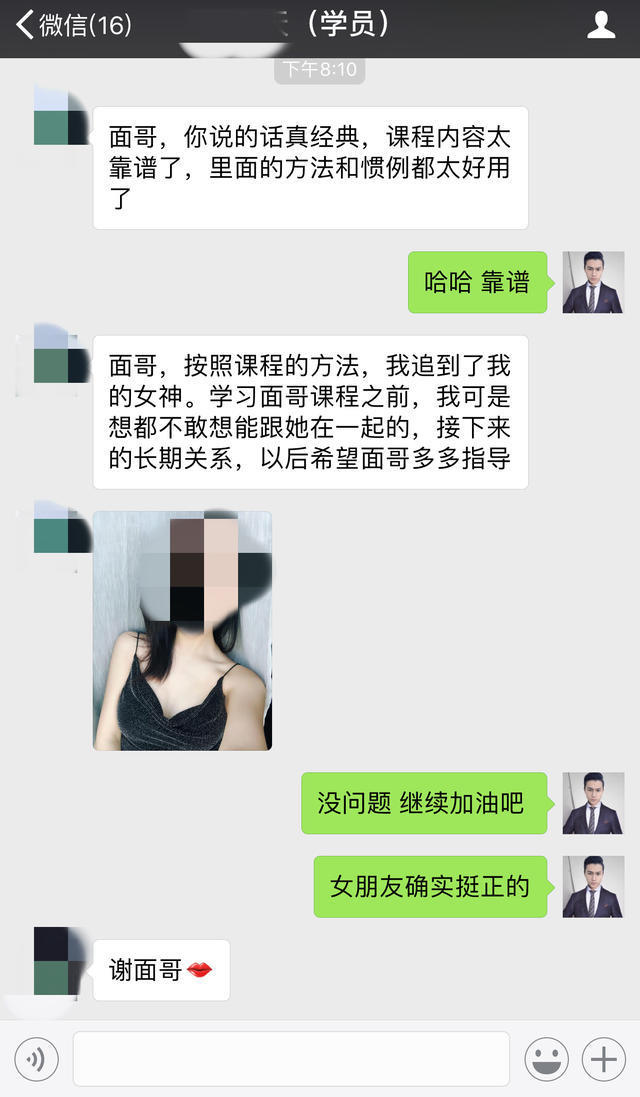 微信(16)
（学员）
下午8:10
面哥，你说的话真经典，课程内容太
靠谱了，里面的方法和惯例都太好用
了
哈哈 靠谱
面哥，按照课程的方法，我追到了我
的女神。学习面哥课程之前，我可是
想都不敢想能跟她在一起的，接下来
的长期关系，以后希望面哥多多指导
没问题 继续加油吧
女朋友确实挺正的
谢面哥